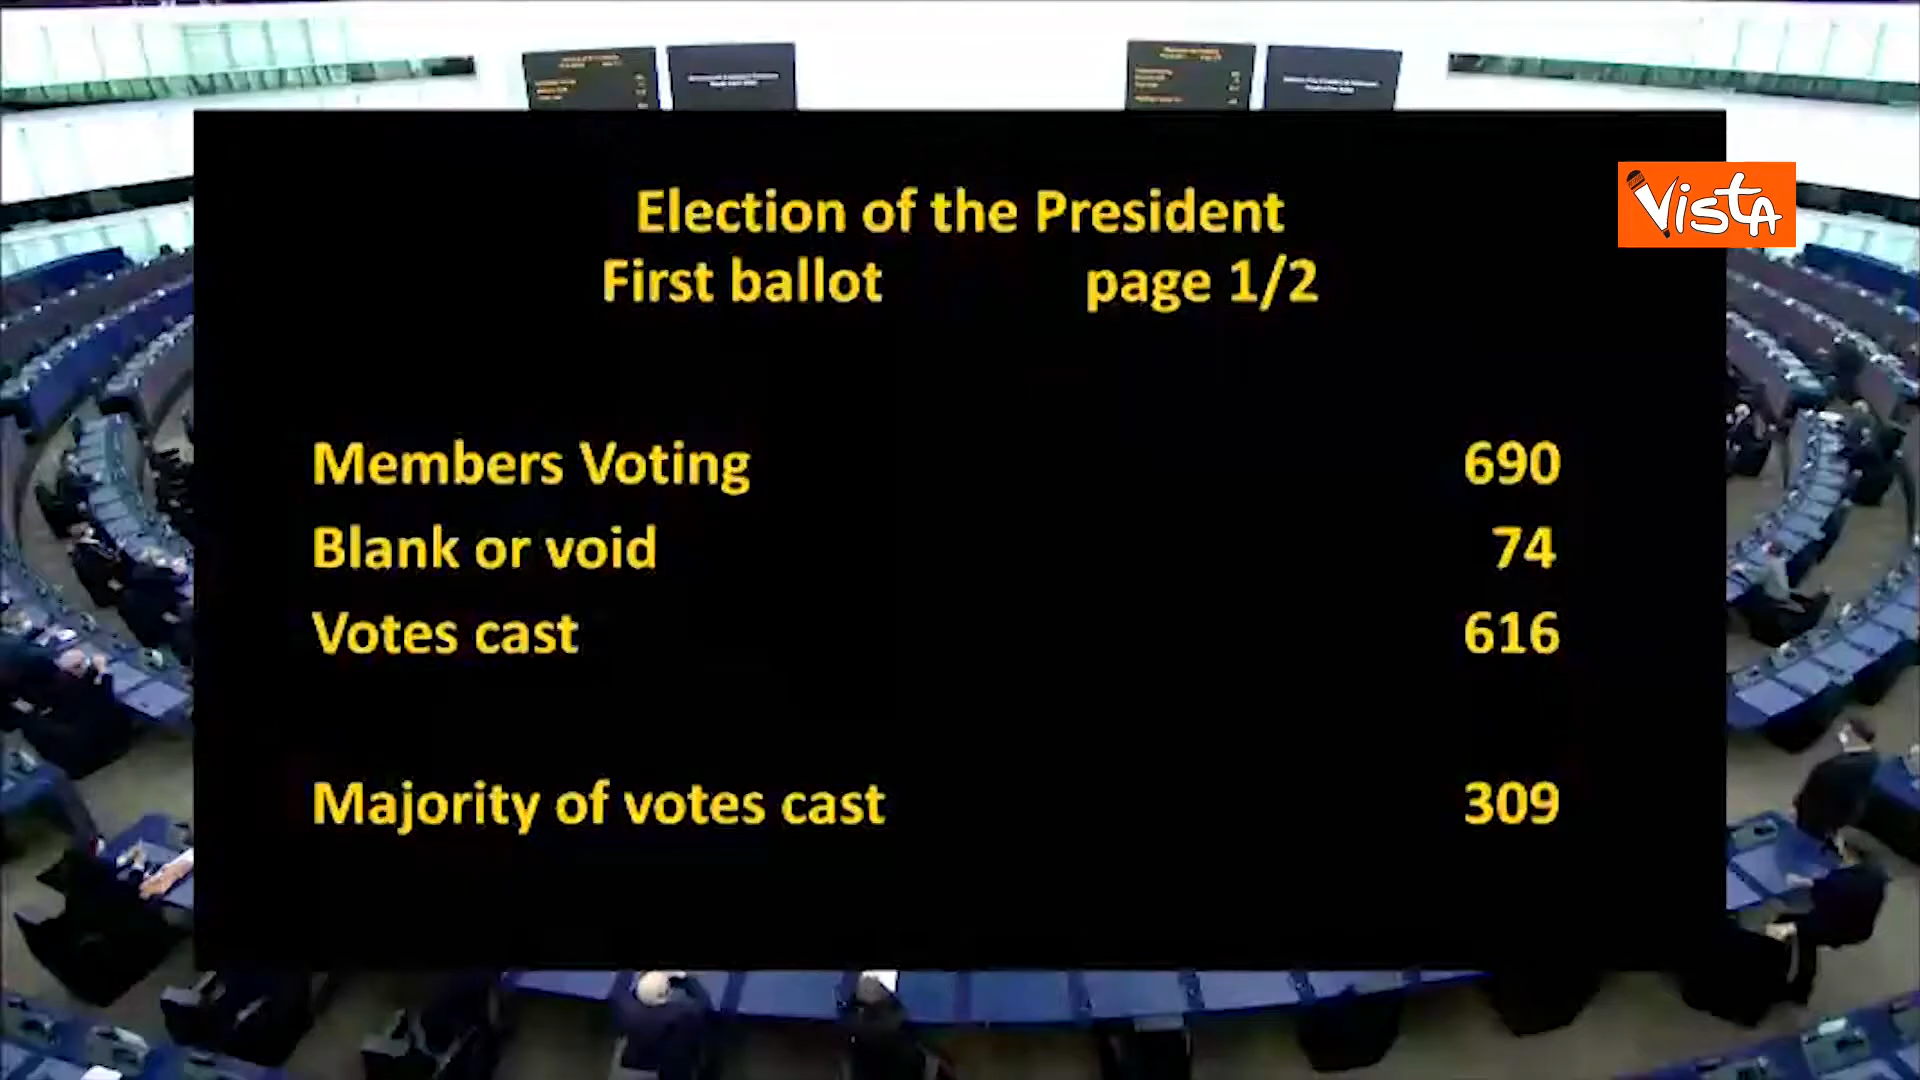 VISTA
Election of the President
First ballot page 1/2
Members Voting 690
Blank or void 74
Votes cast 616
Majority of votes cast 309